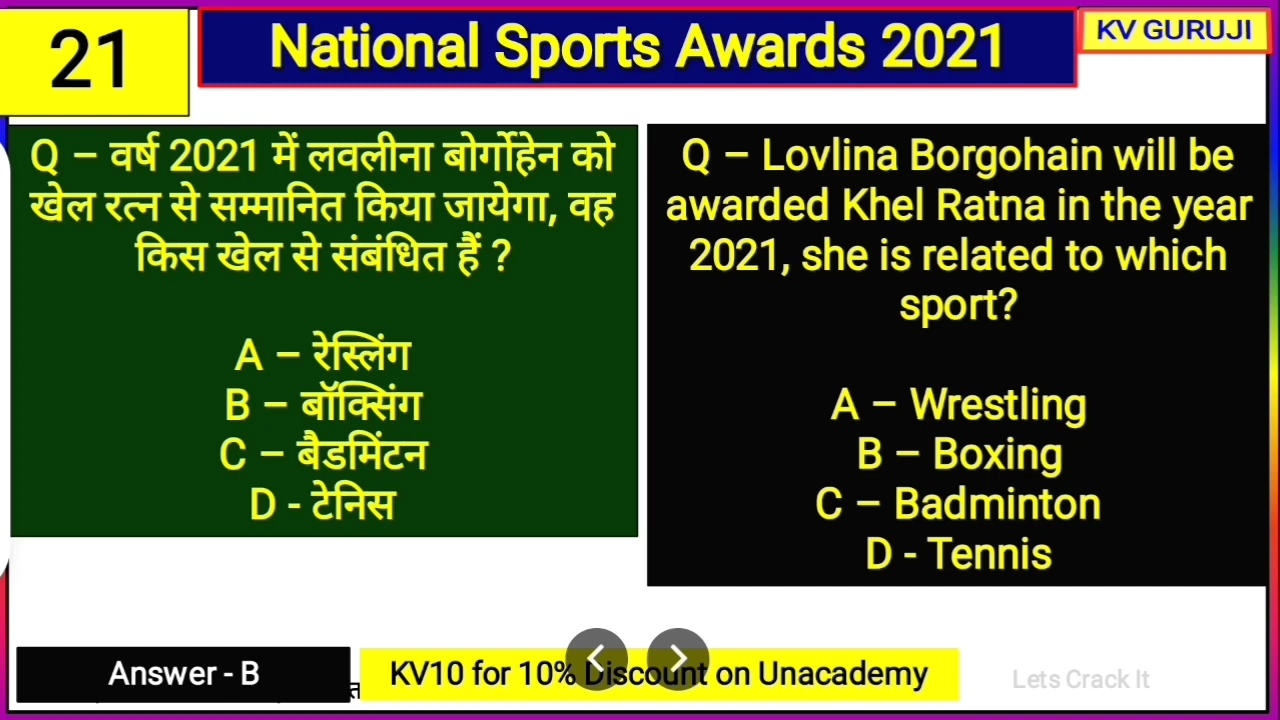 21
National Sports Awards 2021
KV GURUJI
Q – वर्ष 2021 में लवलीना बोर्गोहेन को
खेल रत्न से सम्मानित किया जायेगा, वह
किस खेल से संबंधित हैं ?
A – रेस्लिंग
B – बॉक्सिंग
C – बैडमिंटन
D - टेनिस
Q – Lovlina Borgohain will be
awarded Khel Ratna in the year
2021, she is related to which
sport?
A – Wrestling
B – Boxing
C – Badminton
D - Tennis
Answer - B
KV10 for 10% Discount on Unacademy
Lets Crack It